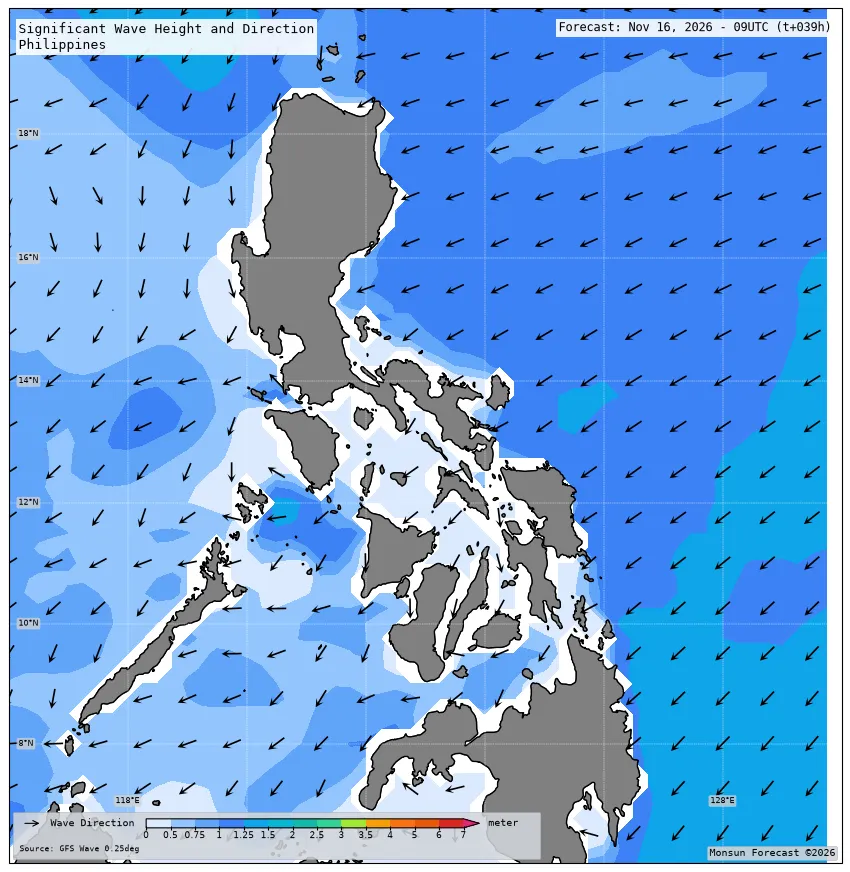 Significant Wave Height and Direction
Philippines
Forecast: Nov 16, 2026 - 09UTC (t+039h)
18°N
16°N
14°N
12°N
10°N
8°N
118°E
128°E
Wave Direction
meter
0 0.5 0.75 1 1.25 1.5 2 2.5 3 3.5 4 5 6 7
Source: GFS Wave 0.25deg
Monsun Forecast ©2026